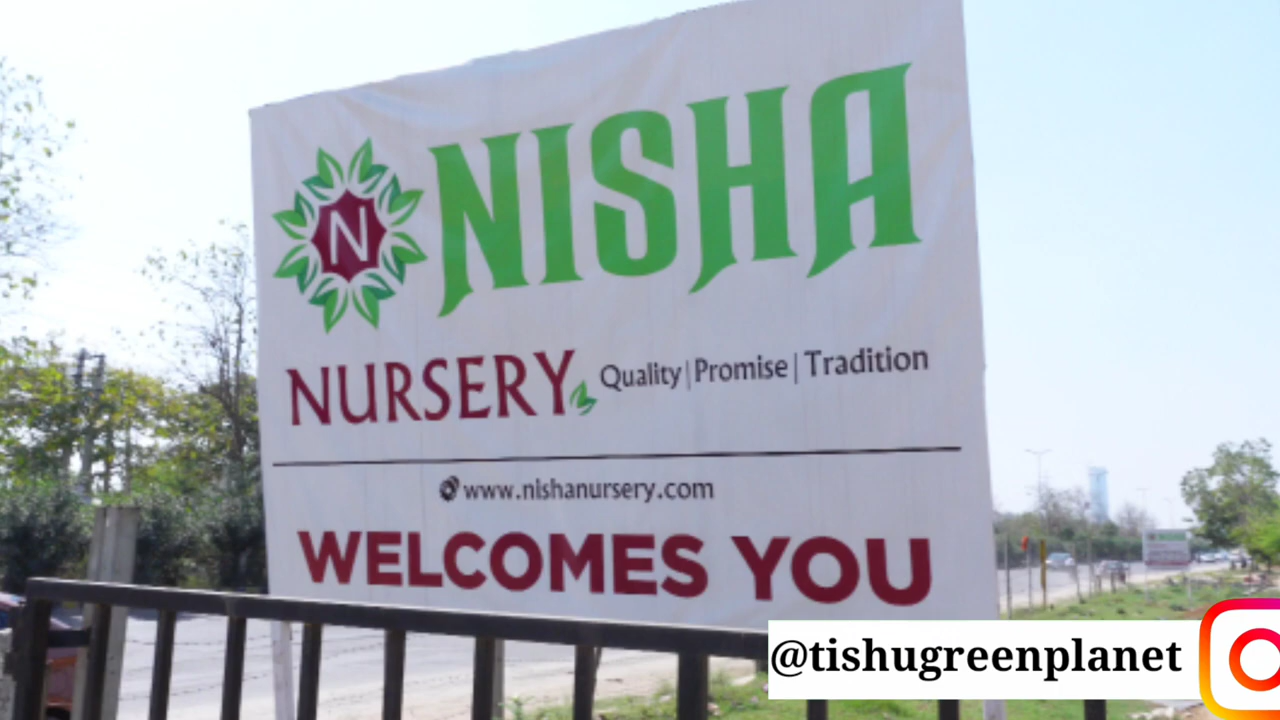 N NISHA
NURSERY Quality|Promise|Tradition
www.nishanursery.com
WELCOMES YOU
@tishugreenplanet